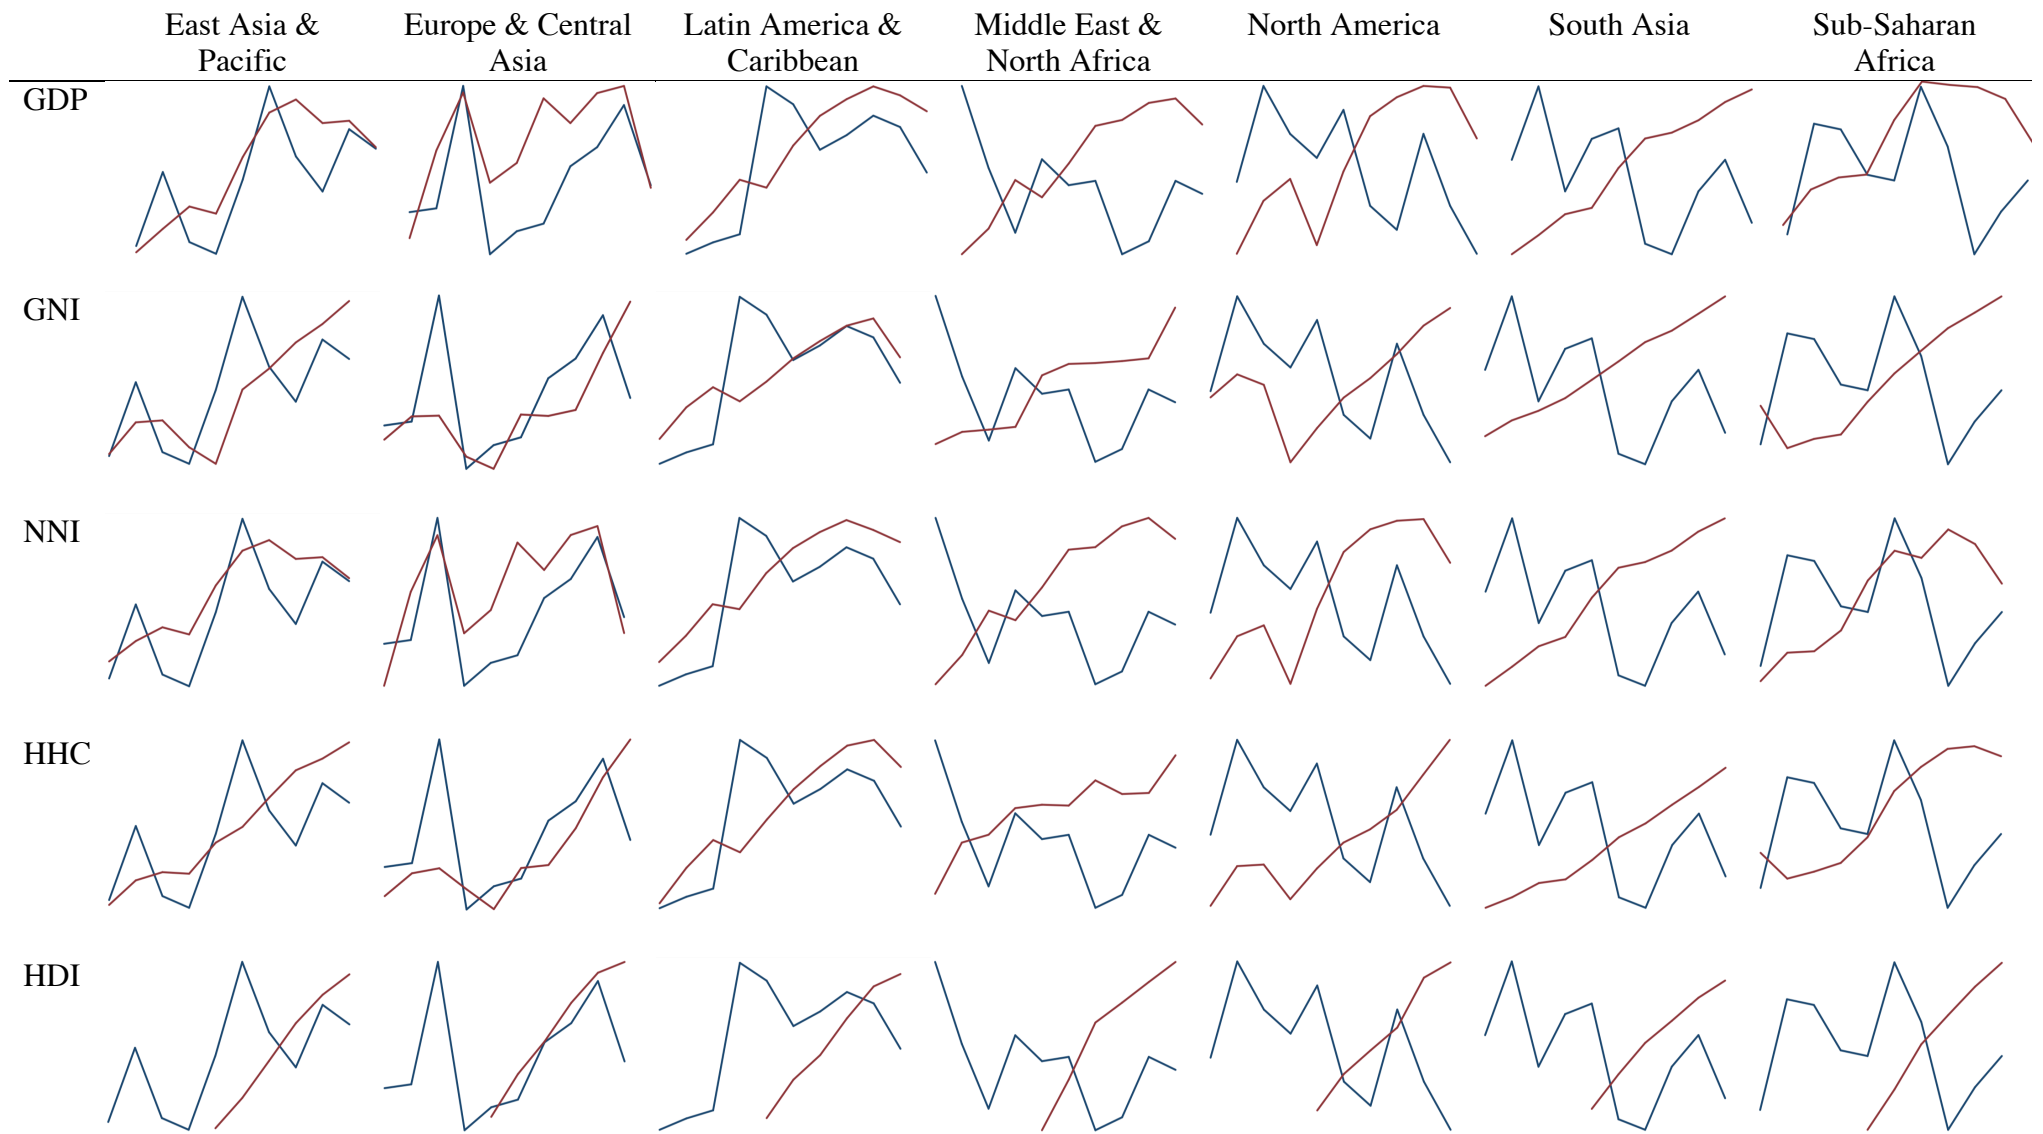 East Asia &
Pacific
Europe & Central
Asia
Latin America &
Caribbean
Middle East &
North Africa
North America
South Asia
Sub-Saharan
Africa
GDP
GNI
NNI
HHC
HDI